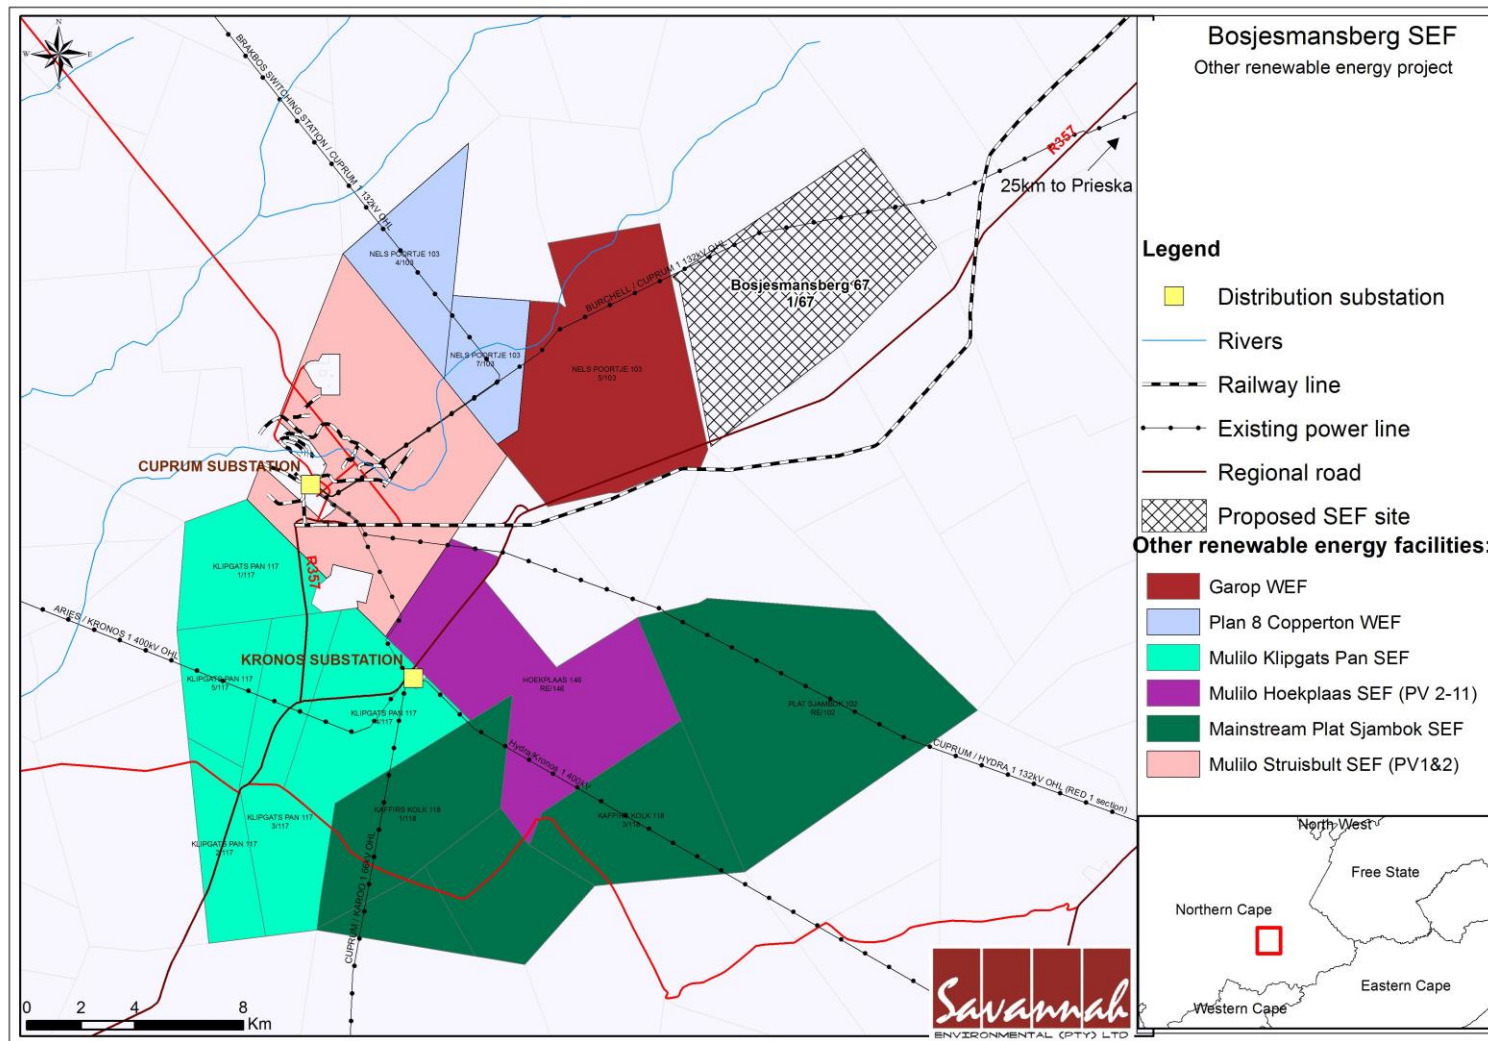 Bosjesmansberg SEF
Other renewable energy project
N
W
E
S
BRAKBOS SWITCHING STATION / CUPRUM 1 132kV OHL
R357
25km to Prieska
NELS POORTJE 103
4/103
BURCHELL / CUPRUM 1 132kV OHL
Bosjesmansberg 67
1/67
NELS POORTJE 103
7/103
NELS POORTJE 103
5/103
CUPRUM SUBSTATION
R357
KLIPGATS PAN 117
1/117
ARIES / KRONOS 1 400kV OHL
KRONOS SUBSTATION
KLIPGATS PAN 117
5/117
HOEKPLAAS 146
RE/146
KLIPGATS PAN 117
4/117
PLAT SJAMBOK 102
RE/102
Hydra/Kronos 1 400kV
CUPRUM / HYDRA 1 132kV OHL (RED 1 section)
KLIPGATS PAN 117
3/117
KAFFIRS KOLK 118
1/118
KAFFIRS KOLK 118
3/118
KLIPGATS PAN 117
2/117
CUPRUM / KAROO 1 66kV OHL
0 2 4 8
Km
Savannah
ENVIRONMENTAL (PTY) LTD
Legend
Distribution substation
Rivers
Railway line
Existing power line
Regional road
Proposed SEF site
Other renewable energy facilities:
Garop WEF
Plan 8 Copperton WEF
Mulilo Klipgats Pan SEF
Mulilo Hoekplaas SEF (PV 2-11)
Mainstream Plat Sjambok SEF
Mulilo Struisbult SEF (PV1&2)
North West
Free State
Northern Cape
Eastern Cape
Western Cape